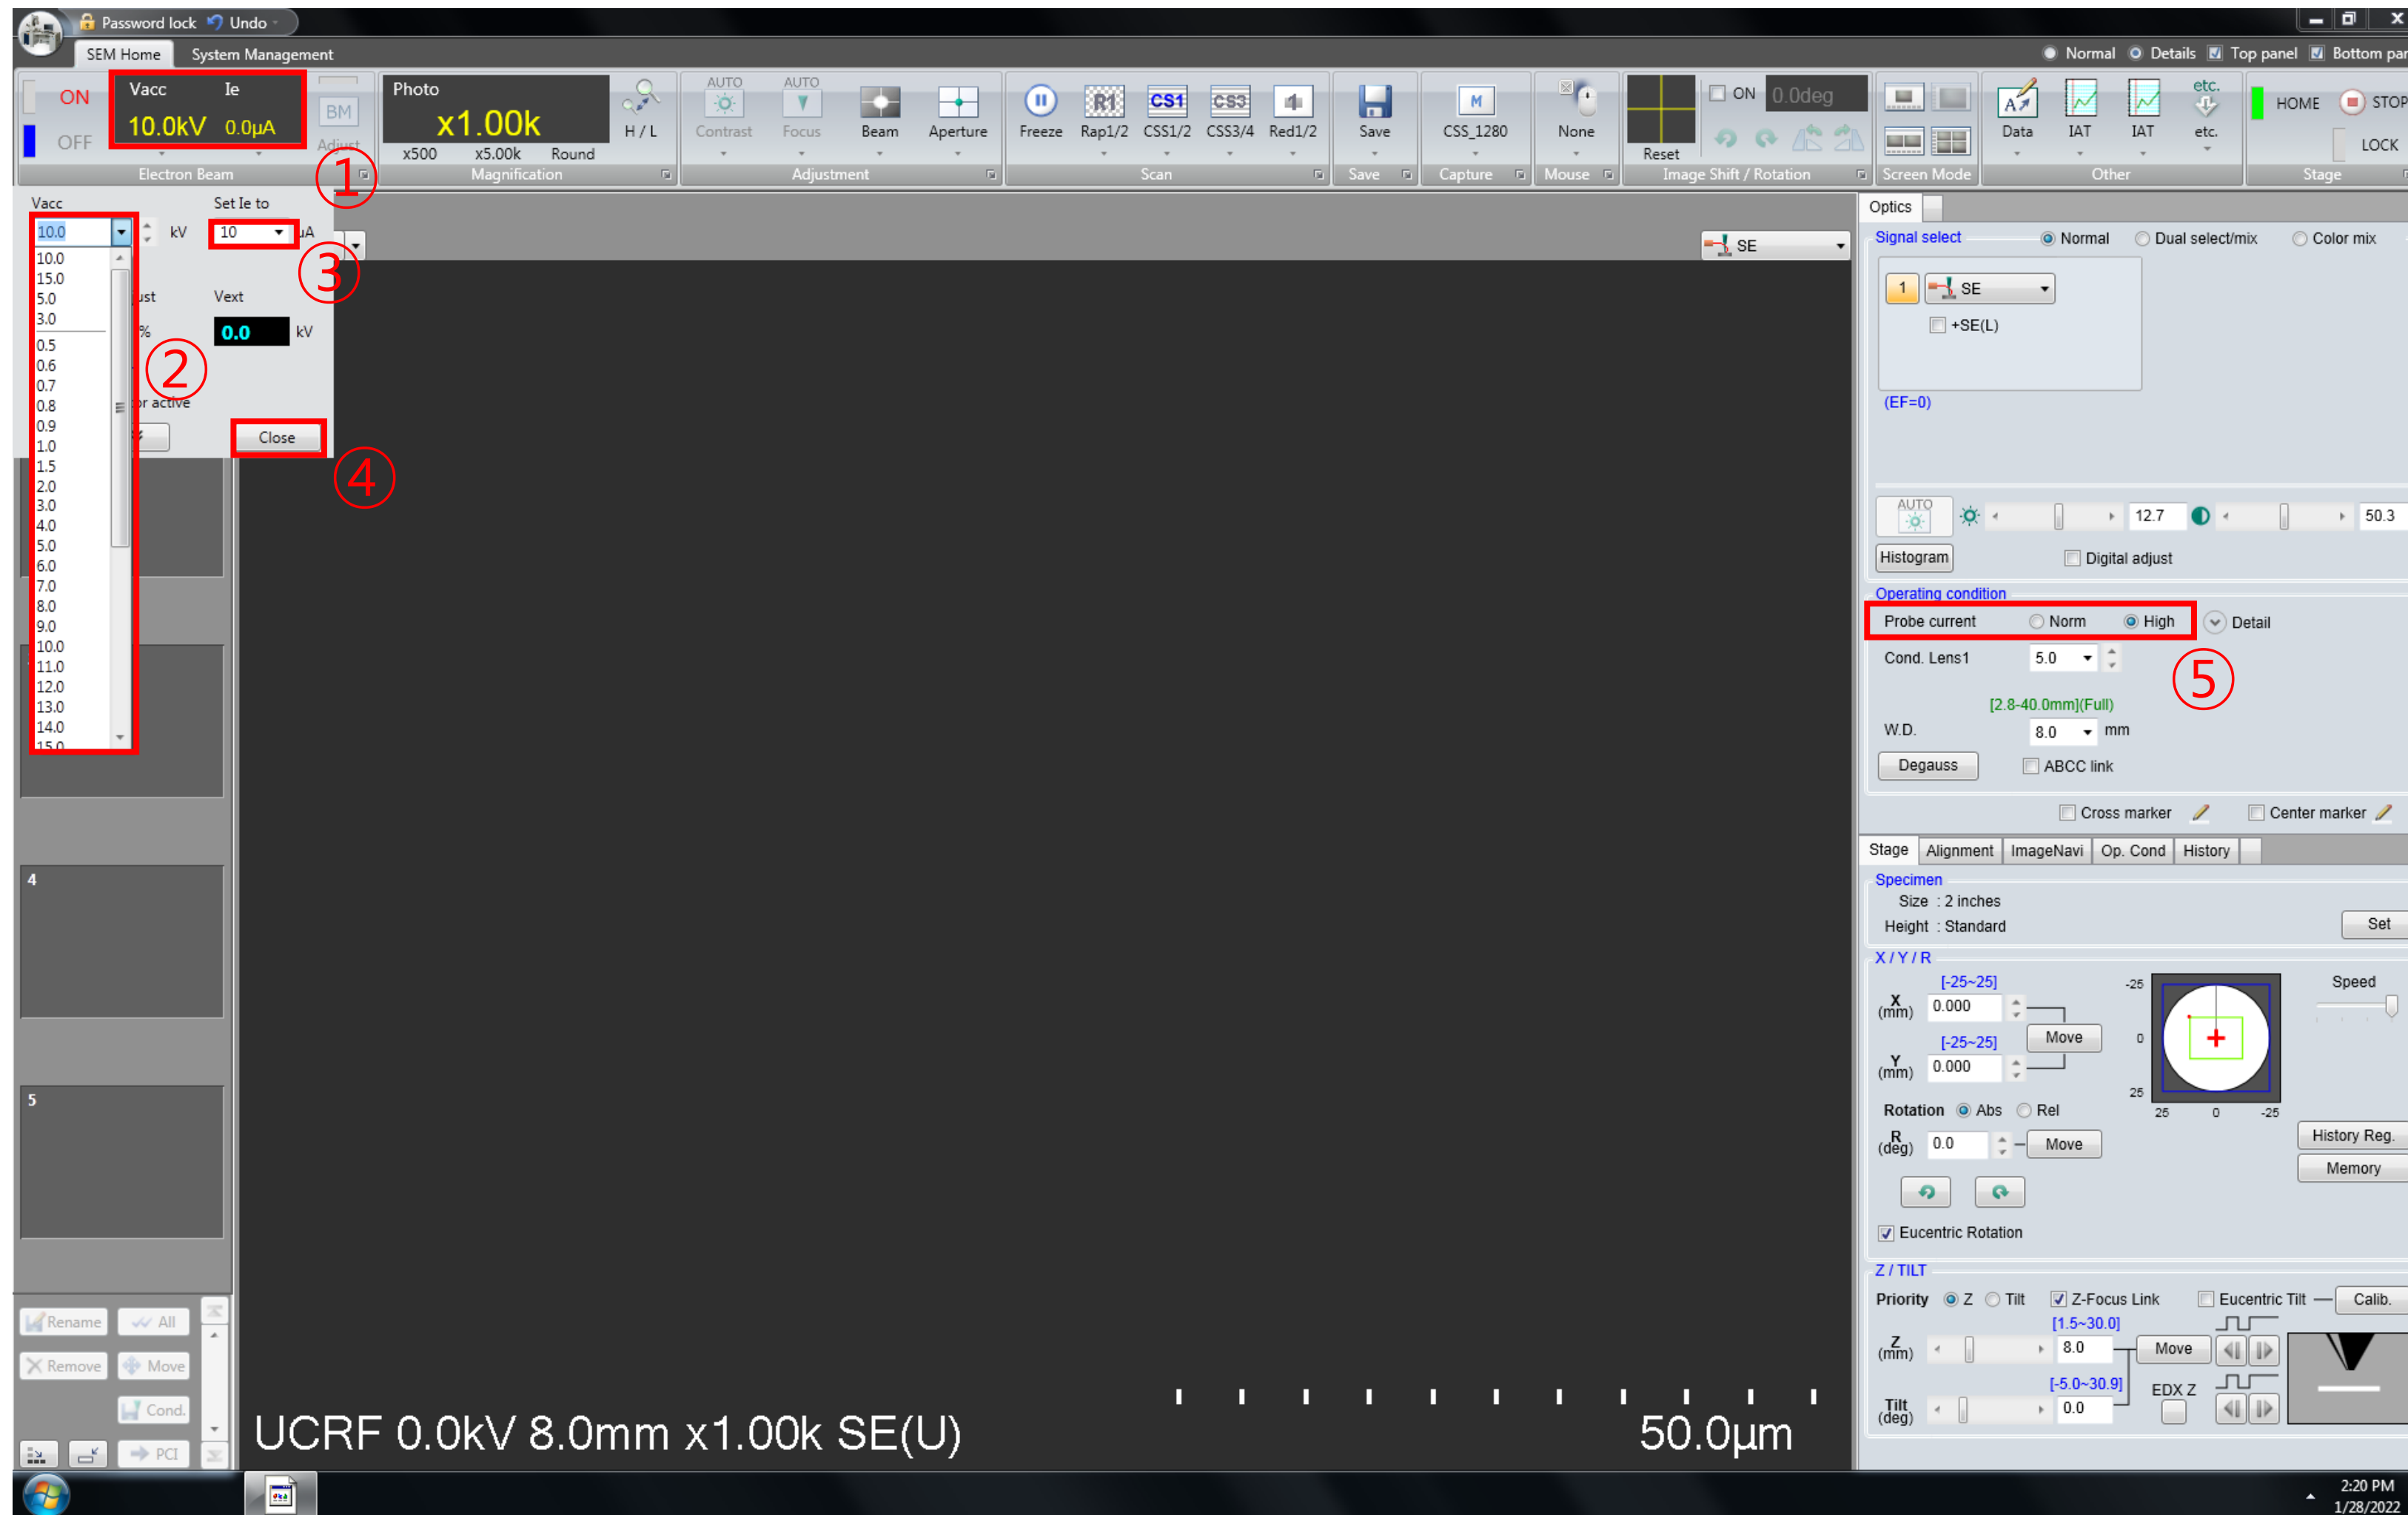 Password lock Undo
SEM Home System Management Normal Details Top panel Bottom par
ON
OFF
Vacc Ie
10.0kV 0.0µA
BM
Adjust
Electron Beam
Photo
x1.00k
x500 x5.00k Round
H / L
Magnification
AUTO AUTO
Contrast Focus Beam Aperture
Adjustment
R1 CS1 CS3 4
Freeze Rap1/2 CSS1/2 CSS3/4 Red1/2
Scan
Save
Save
M
CSS_1280
Capture
None
Mouse
ON 0.0deg
Reset
Image Shift / Rotation
Screen Mode
etc.
Data IAT IAT etc.
Other
HOME STOP
LOCK
Stage
①
Vacc Set Ie to
10.0 kV 10 µA
③
10.0
15.0
5.0
3.0
0.5
0.6
0.7
0.8
0.9
1.0
1.5
2.0
3.0
4.0
5.0
6.0
7.0
8.0
9.0
10.0
11.0
12.0
13.0
14.0
15.0
ust Vext
% 0.0 kV
②
or active
Close
④
4
5
Rename All
Remove Move
Cond.
PCI
SE
UCRF 0.0kV 8.0mm x1.00k SE(U) 50.0µm
Optics
Signal select Normal Dual select/mix Color mix
1 SE
+SE(L)
(EF=0)
AUTO 12.7 50.3
Histogram Digital adjust
Operating condition
Probe current Norm High Detail
Cond. Lens1 5.0
⑤
[2.8-40.0mm](Full)
W.D. 8.0 mm
Degauss ABCC link
Cross marker Center marker
Stage Alignment ImageNavi Op. Cond History
Specimen
Size : 2 inches
Height : Standard Set
X / Y / R
[-25~25] -25 Speed
X (mm) 0.000
Move 0
[-25~25]
Y (mm) 0.000
25
25 0 -25
Rotation Abs Rel
R (deg) 0.0 Move
History Reg.
Memory
Eucentric Rotation
Z / TILT
Priority Z Tilt Z-Focus Link Eucentric Tilt Calib.
[1.5~30.0]
Z (mm) 8.0 Move
[-5.0~30.9] EDX Z
Tilt (deg) 0.0
2:20 PM
1/28/2022